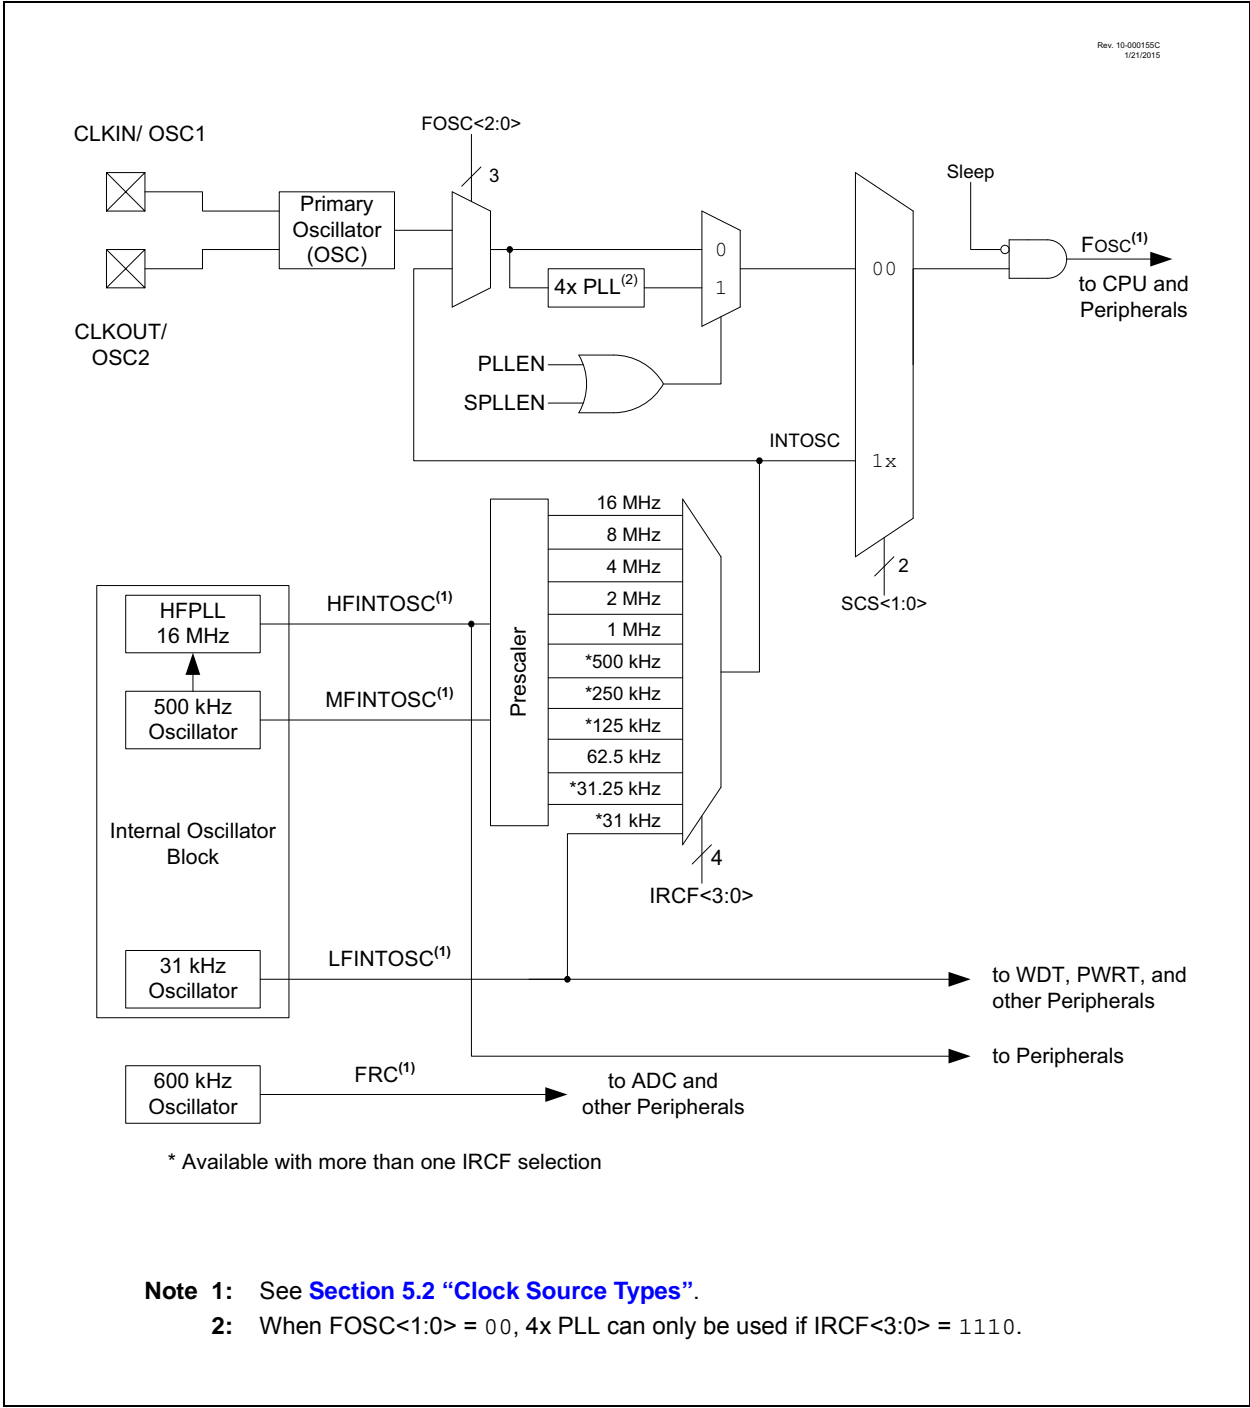 Rev. 10-000155C
1/21/2015
FOSC<2:0>
CLKIN/ OSC1
3
Sleep
Primary
Oscillator
(OSC)
FOSC(1)
to CPU and
Peripherals
0
00
4x PLL(2)
1
CLKOUT/
OSC2
PLLEN
SPLLEN
INTOSC
1x
16 MHz
8 MHz
4 MHz
2 MHz
1 MHz
*500 kHz
*250 kHz
*125 kHz
62.5 kHz
*31.25 kHz
*31 kHz
2
SCS<1:0>
HFPLL
16 MHz
HFINTOSC(1)
Prescaler
500 kHz
Oscillator
MFINTOSC(1)
Internal Oscillator
Block
4
IRCF<3:0>
31 kHz
Oscillator
LFINTOSC(1)
to WDT, PWRT, and
other Peripherals
to Peripherals
600 kHz
Oscillator
FRC(1)
to ADC and
other Peripherals
* Available with more than one IRCF selection
Note 1: See Section 5.2 “Clock Source Types”.
2: When FOSC<1:0> = 00, 4x PLL can only be used if IRCF<3:0> = 1110.